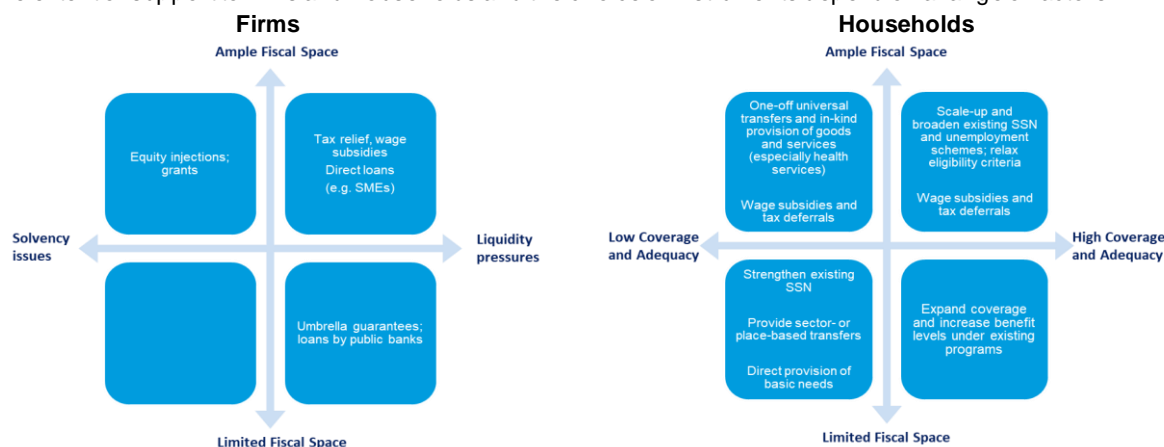 Firms
Ample Fiscal Space
Equity injections;
grants
Tax relief, wage
subsidies
Direct loans
(e.g. SMEs)
Solvency
issues
Liquidity
pressures
Umbrella guarantees;
loans by public banks
Limited Fiscal Space
Households
Ample Fiscal Space
One-off universal
transfers and in-kind
provision of goods
and services
(especially health
services)
Wage subsidies and
tax deferrals
Scale-up and
broaden existing SSN
and unemployment
schemes; relax
eligibility criteria
Wage subsidies and
tax deferrals
Low Coverage
and Adequacy
High Coverage
and Adequacy
Strengthen existing
SSN
Provide sector- or
place-based transfers
Direct provision of
basic needs
Expand coverage
and increase benefit
levels under existing
programs
Limited Fiscal Space